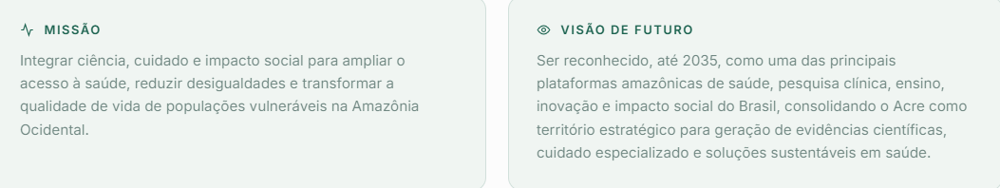 MISSÃO
Integrar ciência, cuidado e impacto social para ampliar o
acesso à saúde, reduzir desigualdades e transformar a
qualidade de vida de populações vulneráveis na Amazônia
Ocidental.
VISÃO DE FUTURO
Ser reconhecido, até 2035, como uma das principais
plataformas amazônicas de saúde, pesquisa clínica, ensino,
inovação e impacto social do Brasil, consolidando o Acre como
território estratégico para geração de evidências científicas,
cuidado especializado e soluções sustentáveis em saúde.